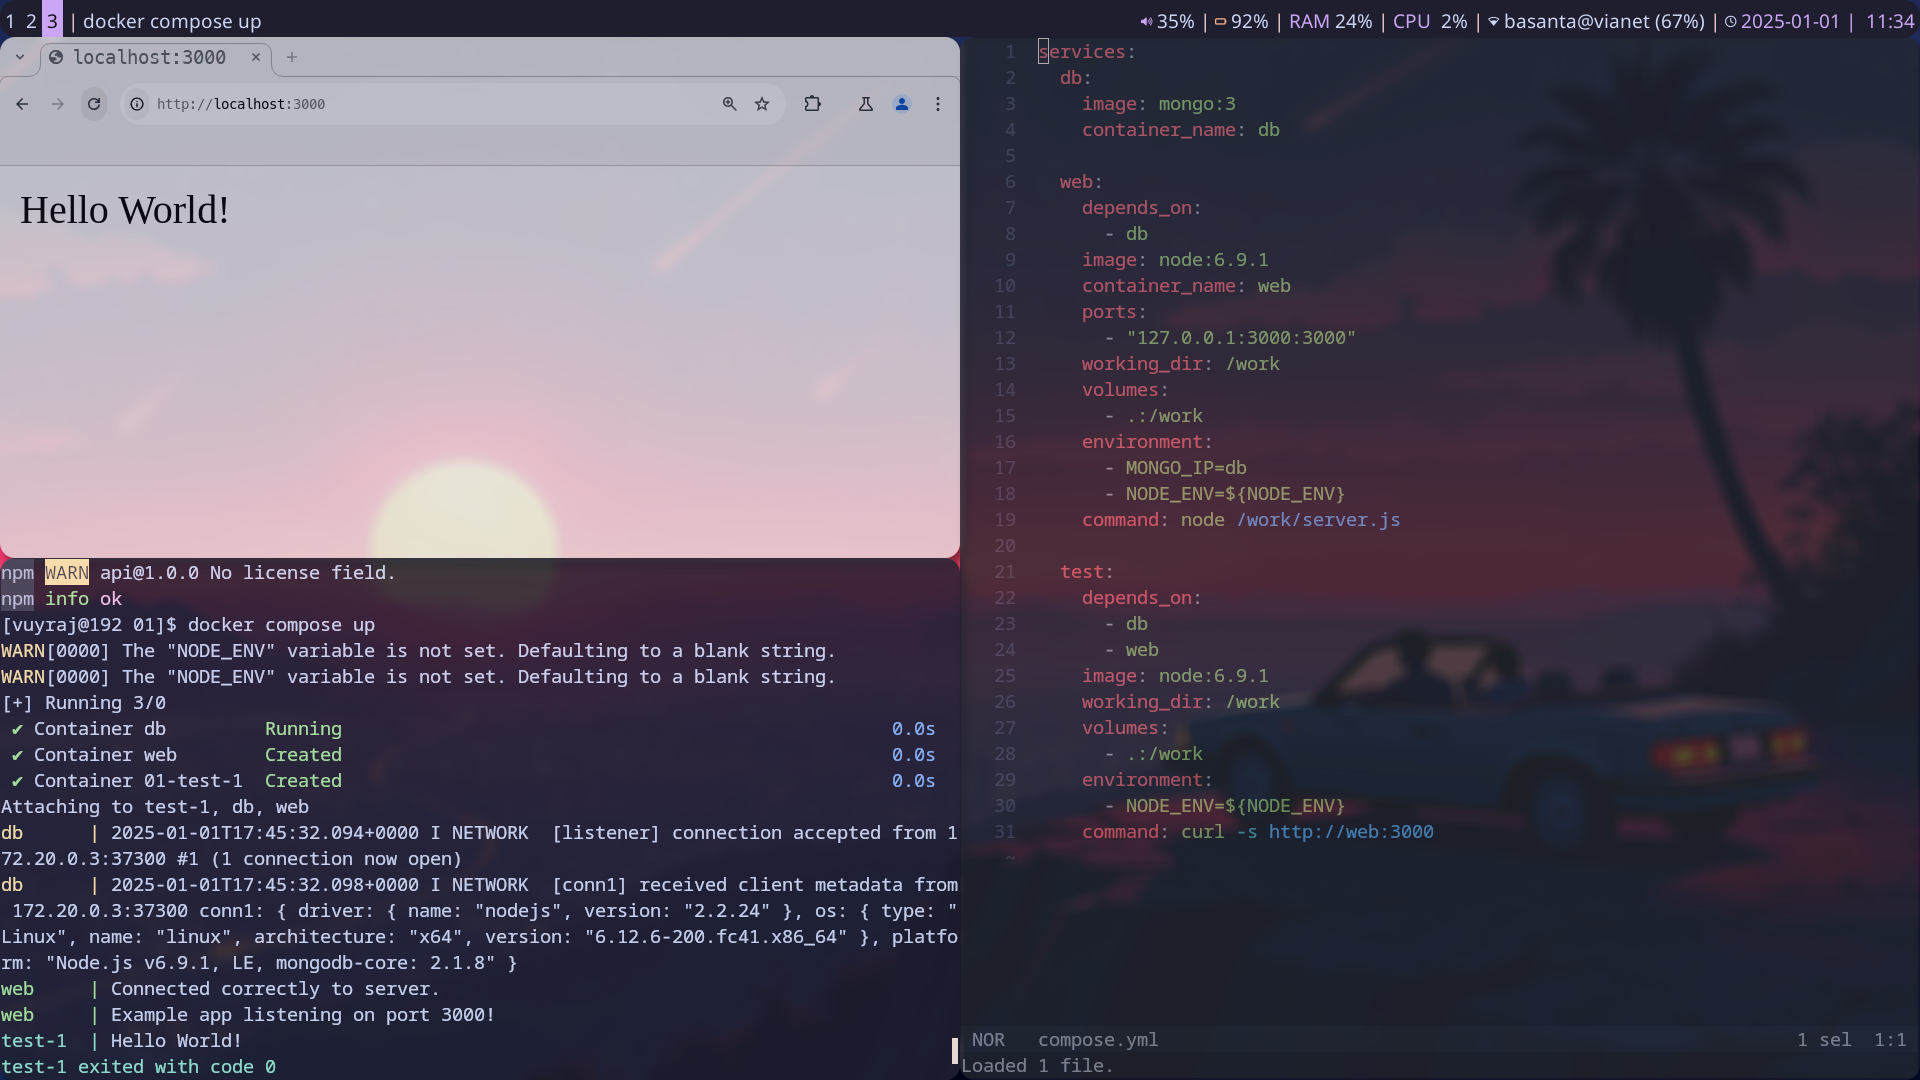 1 2 3 | docker compose up
35% | 92% | RAM 24% | CPU 2% | basanta@vianet (67%) | 2025-01-01 | 11:34
localhost:3000
http://localhost:3000
Hello World!
npm WARN api@1.0.0 No license field.
npm info ok
[vuyraj@192 01]$ docker compose up
WARN[0000] The "NODE_ENV" variable is not set. Defaulting to a blank string.
WARN[0000] The "NODE_ENV" variable is not set. Defaulting to a blank string.
[+] Running 3/0
✔ Container db Running 0.0s
✔ Container web Created 0.0s
✔ Container 01-test-1 Created 0.0s
Attaching to test-1, db, web
db | 2025-01-01T17:45:32.094+0000 I NETWORK [listener] connection accepted from 1
72.20.0.3:37300 #1 (1 connection now open)
db | 2025-01-01T17:45:32.098+0000 I NETWORK [conn1] received client metadata from
172.20.0.3:37300 conn1: { driver: { name: "nodejs", version: "2.2.24" }, os: { type: "
Linux", name: "linux", architecture: "x64", version: "6.12.6-200.fc41.x86_64" }, platfo
rm: "Node.js v6.9.1, LE, mongodb-core: 2.1.8" }
web | Connected correctly to server.
web | Example app listening on port 3000!
test-1 | Hello World!
test-1 exited with code 0
1 services:
2   db:
3     image: mongo:3
4     container_name: db
5
6   web:
7     depends_on:
8       - db
9     image: node:6.9.1
10     container_name: web
11     ports:
12       - "127.0.0.1:3000:3000"
13     working_dir: /work
14     volumes:
15       - .:/work
16     environment:
17       - MONGO_IP=db
18       - NODE_ENV=${NODE_ENV}
19     command: node /work/server.js
20
21   test:
22     depends_on:
23       - db
24       - web
25     image: node:6.9.1
26     working_dir: /work
27     volumes:
28       - .:/work
29     environment:
30       - NODE_ENV=${NODE_ENV}
31     command: curl -s http://web:3000
~
NOR compose.yml 1 sel 1:1
Loaded 1 file.